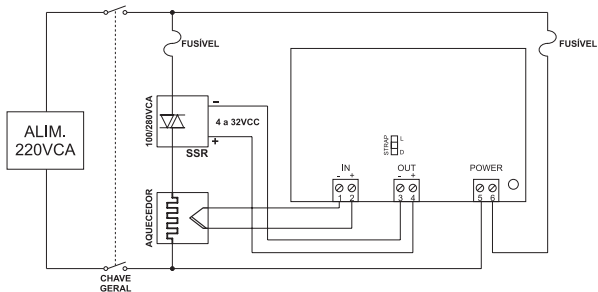 FUSÍVEL
FUSÍVEL
100/280VCA
-
4 a 32VCC
+
SSR
ALIM.
220VCA
STRAP
L
D
IN
OUT
POWER
- +
- +
1 2
3 4
5 6
AQUECEDOR
CHAVE
GERAL